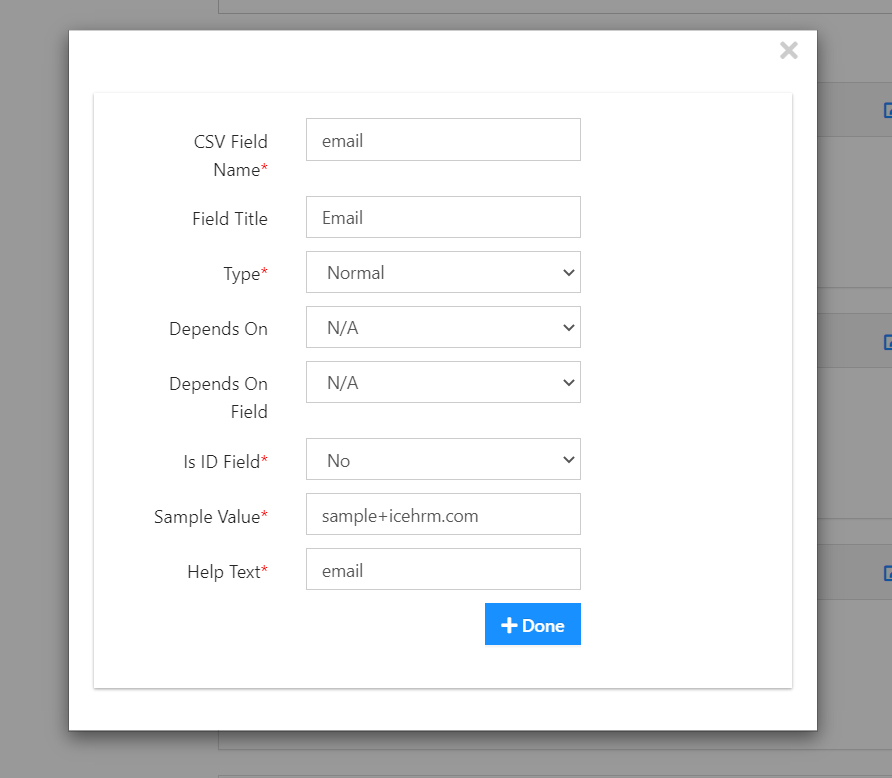 CSV Field
Name*
email
Field Title
Email
Type*
Normal
Depends On
N/A
Depends On
Field
N/A
Is ID Field*
No
Sample Value*
sample+icehrm.com
Help Text*
email
Done